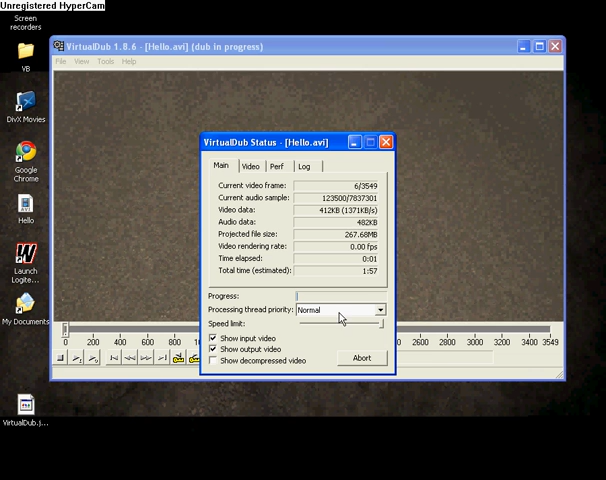 Unregistered HyperCam
Screen
recorders
VB
DivX Movies
Google
Chrome
Hello
Launch
Logite...
My Documents
VirtualDub.j...
VirtualDub 1.8.6 - [Hello.avi] (dub in progress)
File View Tools Help
VirtualDub Status - [Hello.avi]
Main Video Perf Log
Current video frame: 6/3549
Current audio sample: 123500/7837301
Video data: 412KB (1371KB/s)
Audio data: 482KB
Projected file size: 267.68MB
Video rendering rate: 0.00 fps
Time elapsed: 0:01
Total time (estimated): 1:57
Progress:
Processing thread priority: Normal
Speed limit:
Show input video
Show output video
Show decompressed video
Abort
0 200 400 600 800 2600 2800 3000 3200 3549